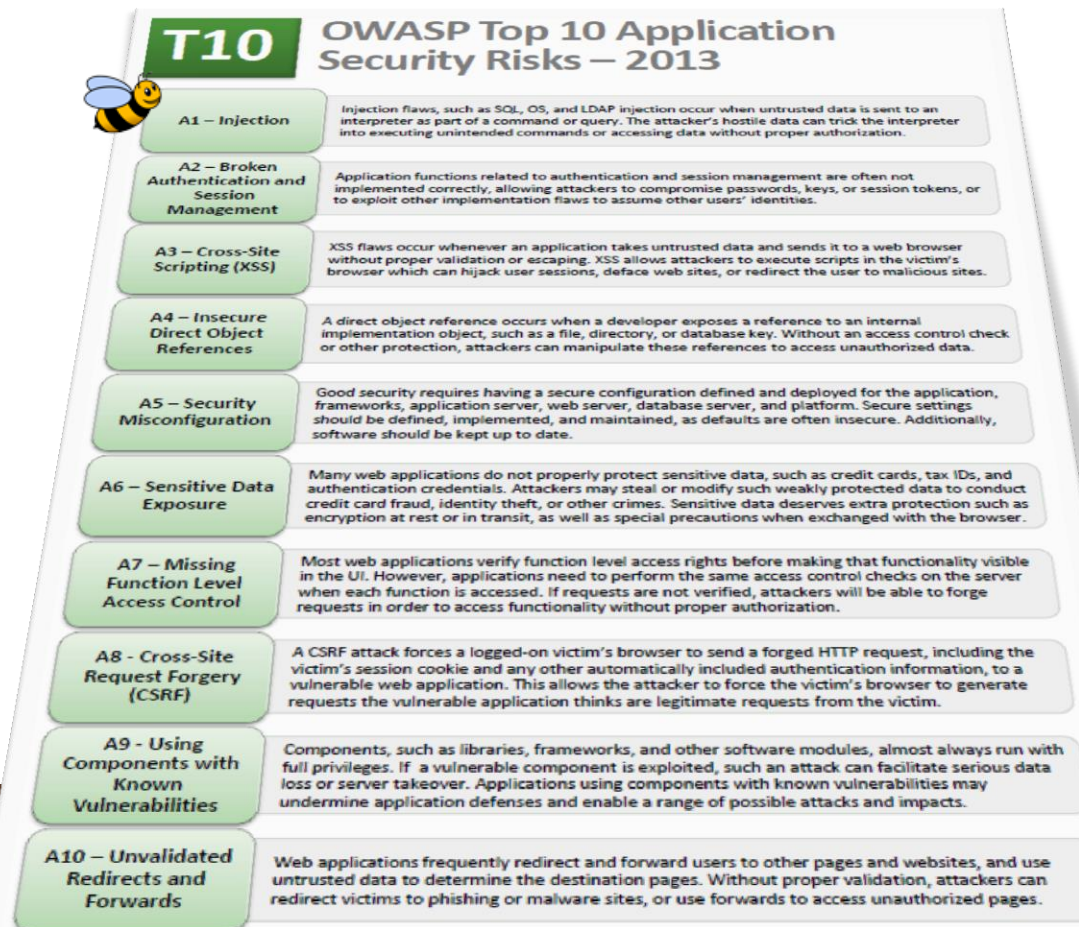 T10
OWASP Top 10 Application
Security Risks – 2013
A1 – Injection
Injection flaws, such as SQL, OS, and LDAP injection occur when untrusted data is sent to an
interpreter as part of a command or query. The attacker's hostile data can trick the interpreter
into executing unintended commands or accessing data without proper authorization.
A2 – Broken
Authentication and
Session
Management
Application functions related to authentication and session management are often not
implemented correctly, allowing attackers to compromise passwords, keys, or session tokens, or
to exploit other implementation flaws to assume other users' identities.
A3 – Cross-Site
Scripting (XSS)
XSS flaws occur whenever an application takes untrusted data and sends it to a web browser
without proper validation or escaping. XSS allows attackers to execute scripts in the victim's
browser which can hijack user sessions, deface web sites, or redirect the user to malicious sites.
A4 – Insecure
Direct Object
References
A direct object reference occurs when a developer exposes a reference to an internal
implementation object, such as a file, directory, or database key. Without an access control check
or other protection, attackers can manipulate these references to access unauthorized data.
A5 – Security
Misconfiguration
Good security requires having a secure configuration defined and deployed for the application,
frameworks, application server, web server, database server, and platform. Secure settings
should be defined, implemented, and maintained, as defaults are often insecure. Additionally,
software should be kept up to date.
A6 – Sensitive Data
Exposure
Many web applications do not properly protect sensitive data, such as credit cards, tax IDs, and
authentication credentials. Attackers may steal or modify such weakly protected data to conduct
credit card fraud, identity theft, or other crimes. Sensitive data deserves extra protection such as
encryption at rest or in transit, as well as special precautions when exchanged with the browser.
A7 – Missing
Function Level
Access Control
Most web applications verify function level access rights before making that functionality visible
in the UI. However, applications need to perform the same access control checks on the server
when each function is accessed. If requests are not verified, attackers will be able to forge
requests in order to access functionality without proper authorization.
A8 - Cross-Site
Request Forgery
(CSRF)
A CSRF attack forces a logged-on victim's browser to send a forged HTTP request, including the
victim's session cookie and any other automatically included authentication information, to a
vulnerable web application. This allows the attacker to force the victim's browser to generate
requests the vulnerable application thinks are legitimate requests from the victim.
A9 - Using
Components with
Known
Vulnerabilities
Components, such as libraries, frameworks, and other software modules, almost always run with
full privileges. If a vulnerable component is exploited, such an attack can facilitate serious data
loss or server takeover. Applications using components with known vulnerabilities may
undermine application defenses and enable a range of possible attacks and impacts.
A10 – Unvalidated
Redirects and
Forwards
Web applications frequently redirect and forward users to other pages and websites, and use
untrusted data to determine the destination pages. Without proper validation, attackers can
redirect victims to phishing or malware sites, or use forwards to access unauthorized pages.